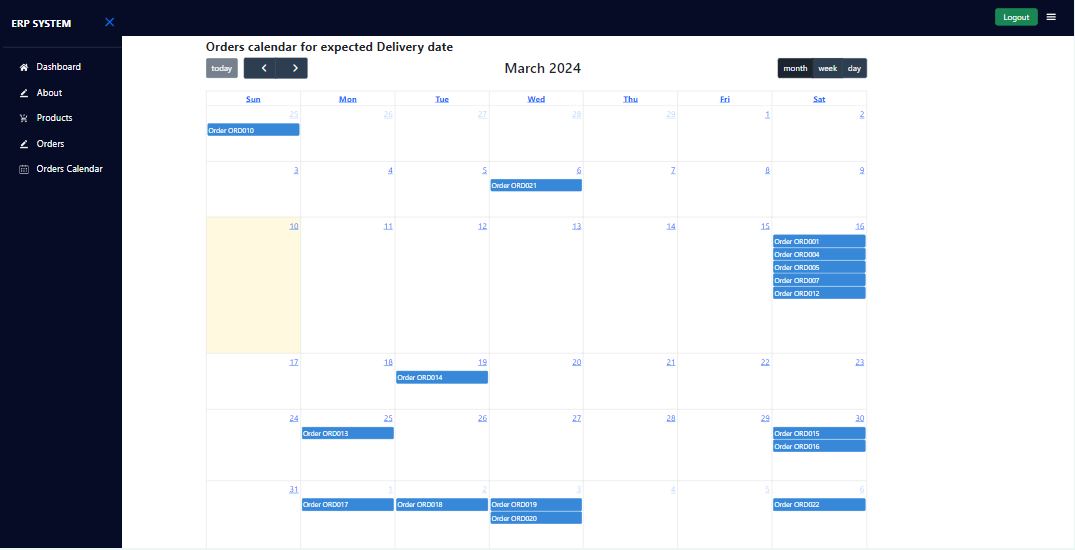 ERP SYSTEM
Logout
Dashboard
About
Products
Orders
Orders Calendar
Orders calendar for expected Delivery date
today
March 2024
month week day
Sun Mon Tue Wed Thu Fri Sat
25 26 27 28 29 1 2
Order ORD010
3 4 5 6 7 8 9
Order ORD021
10 11 12 13 14 15 16
Order ORD001
Order ORD004
Order ORD005
Order ORD007
Order ORD012
17 18 19 20 21 22 23
Order ORD014
24 25 26 27 28 29 30
Order ORD013 Order ORD015
Order ORD016
31 1 2 3 4 5 6
Order ORD017 Order ORD018 Order ORD019 Order ORD022
Order ORD020